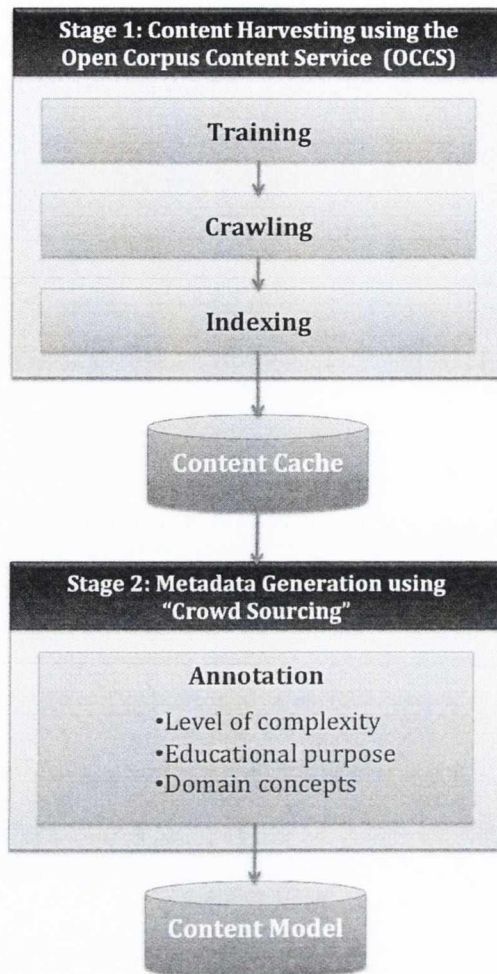 Stage 1: Content Harvesting using the
Open Corpus Content Service (OCCS)
Training
Crawling
Indexing
Content Cache
Stage 2: Metadata Generation using
“Crowd Sourcing”
Annotation
•Level of complexity
•Educational purpose
•Domain concepts
Content Model